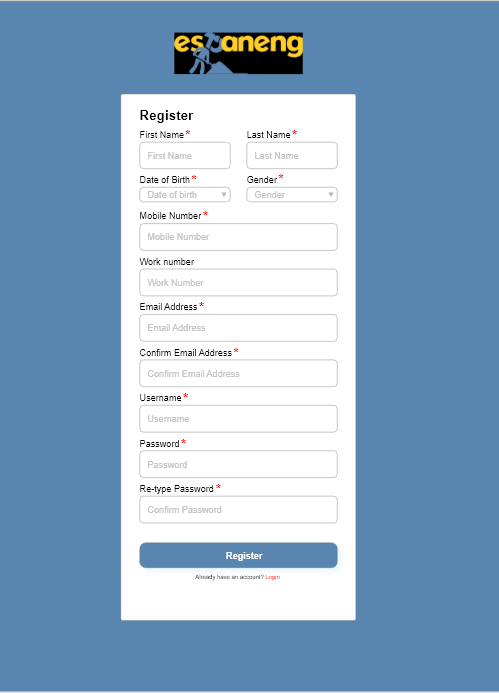 espaneng
Register
First Name* Last Name*
First Name Last Name
Date of Birth* Gender*
Date of birth Gender
Mobile Number*
Mobile Number
Work number
Work Number
Email Address*
Email Address
Confirm Email Address*
Confirm Email Address
Username*
Username
Password*
Password
Re-type Password*
Confirm Password
Register
Already have an account? Login